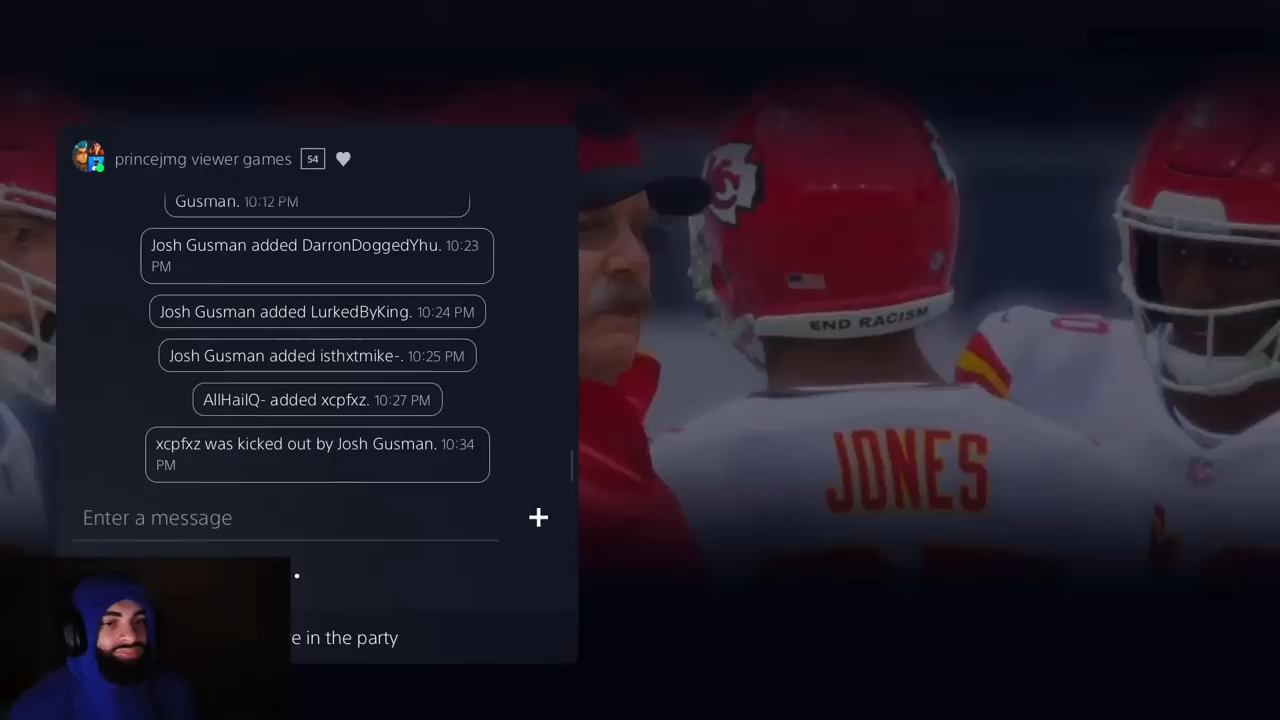 princejmg viewer games 54
Gusman. 10:12 PM
Josh Gusman added DarronDoggedYhu. 10:23
PM
Josh Gusman added LurkedByKing. 10:24 PM
Josh Gusman added isthxtmike-. 10:25 PM
AllHailQ- added xcpfxz. 10:27 PM
xcpfxz was kicked out by Josh Gusman. 10:34
PM
Enter a message
in the party
END RACISM
JONES